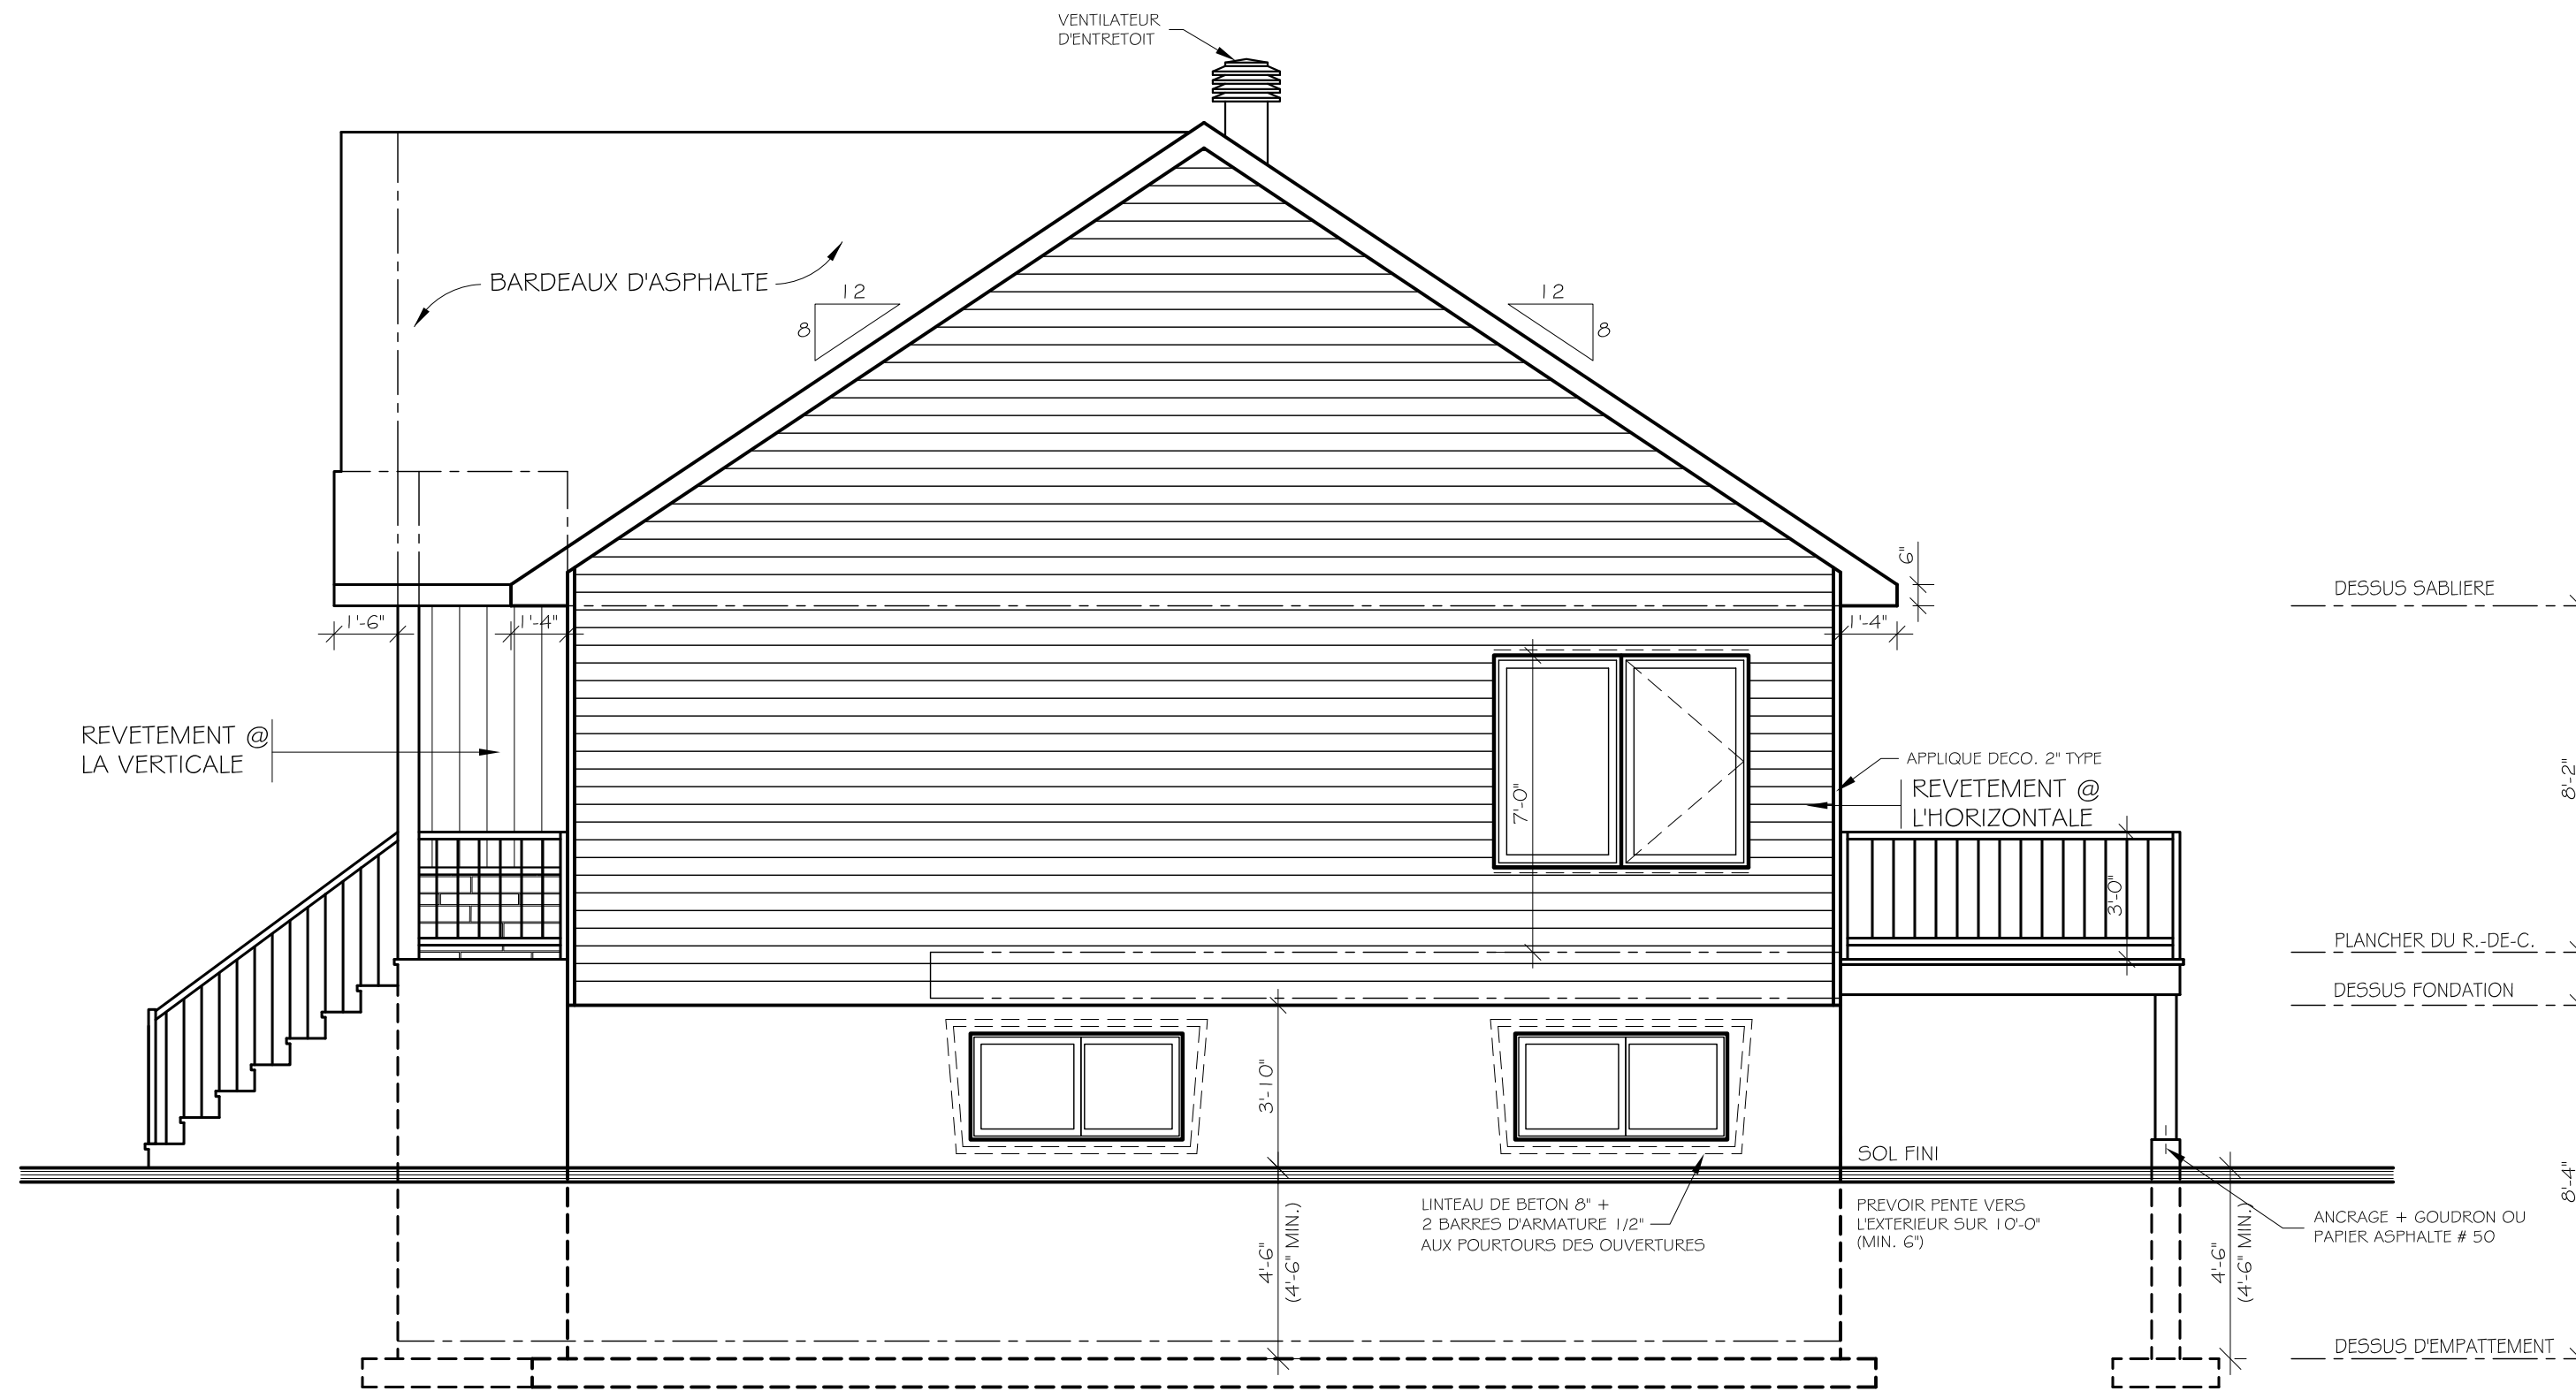 VENTILATEUR
D'ENTRETOIT
BARDEAUX D'ASPHALTE
12
8
12
8
6"
DESSUS SABLIERE
1'-6"
1'-4"
1'-4"
REVETEMENT @
LA VERTICALE
APPLIQUE DECO. 2" TYPE
REVETEMENT @
L'HORIZONTALE
7'-0"
8'-2"
3'-0"
PLANCHER DU R.-DE-C.
DESSUS FONDATION
3'-10"
SOL FINI
LINTEAU DE BETON 8" +
2 BARRES D'ARMATURE 1/2"
AUX POURTOURS DES OUVERTURES
PREVOIR PENTE VERS
L'EXTERIEUR SUR 10'-0"
(MIN. 6")
ANCRAGE + GOUDRON OU
PAPIER ASPHALTE # 50
8'-4"
4'-6"
(4'-6" MIN.)
4'-6"
(4'-6" MIN.)
DESSUS D'EMPATTEMENT